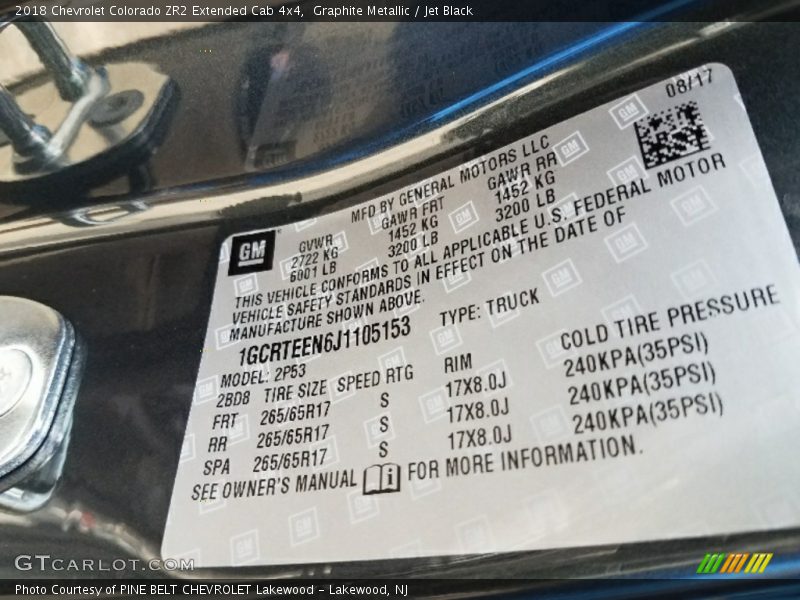 2018 Chevrolet Colorado ZR2 Extended Cab 4x4,  Graphite Metallic / Jet Black
08/17
GM
MFD BY GENERAL MOTORS LLC
GVWR GAWR FRT GAWR RR
2722 KG 1452 KG 1452 KG
6001 LB 3200 LB 3200 LB
THIS VEHICLE CONFORMS TO ALL APPLICABLE U.S. FEDERAL MOTOR
VEHICLE SAFETY STANDARDS IN EFFECT ON THE DATE OF
MANUFACTURE SHOWN ABOVE.
1GCRTEEN6J1105153 TYPE: TRUCK
MODEL: 2P53
2BD8 TIRE SIZE SPEED RTG RIM COLD TIRE PRESSURE
FRT 265/65R17 S 17X8.0J 240KPA(35PSI)
RR 265/65R17 S 17X8.0J 240KPA(35PSI)
SPA 265/65R17 S 17X8.0J 240KPA(35PSI)
SEE OWNER'S MANUAL FOR MORE INFORMATION.
GTCARLOT.COM
Photo Courtesy of PINE BELT CHEVROLET Lakewood - Lakewood, NJ